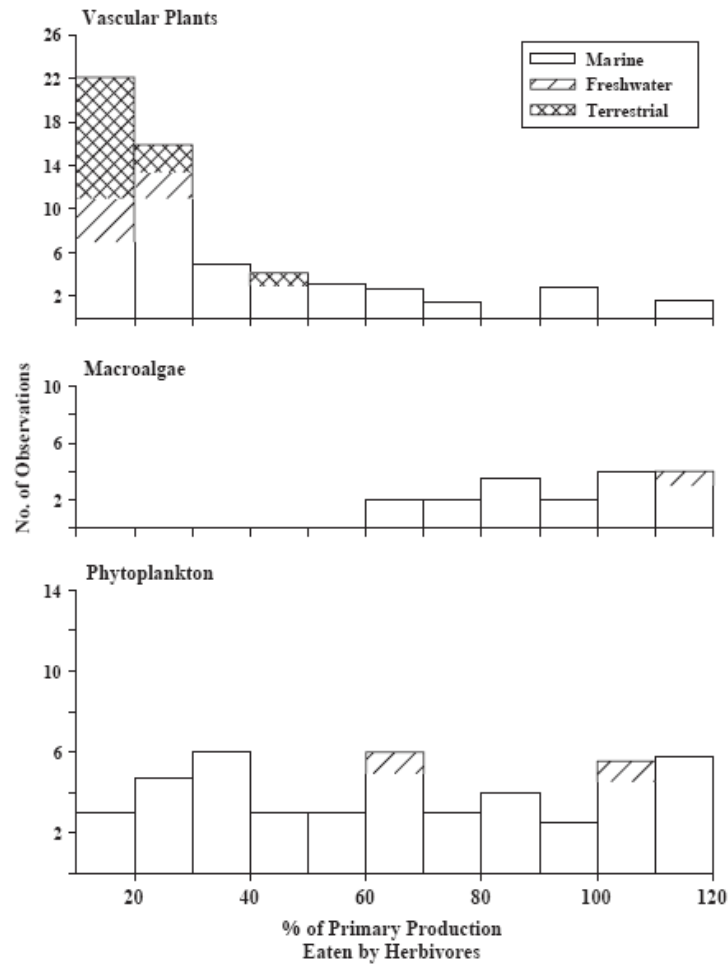 Vascular Plants
26
22
18
14
10
6
2
Marine
Freshwater
Terrestrial
Macroalgae
10
6
2
No. of Observations
Phytoplankton
14
10
6
2
20 40 60 80 100 120
% of Primary Production
Eaten by Herbivores